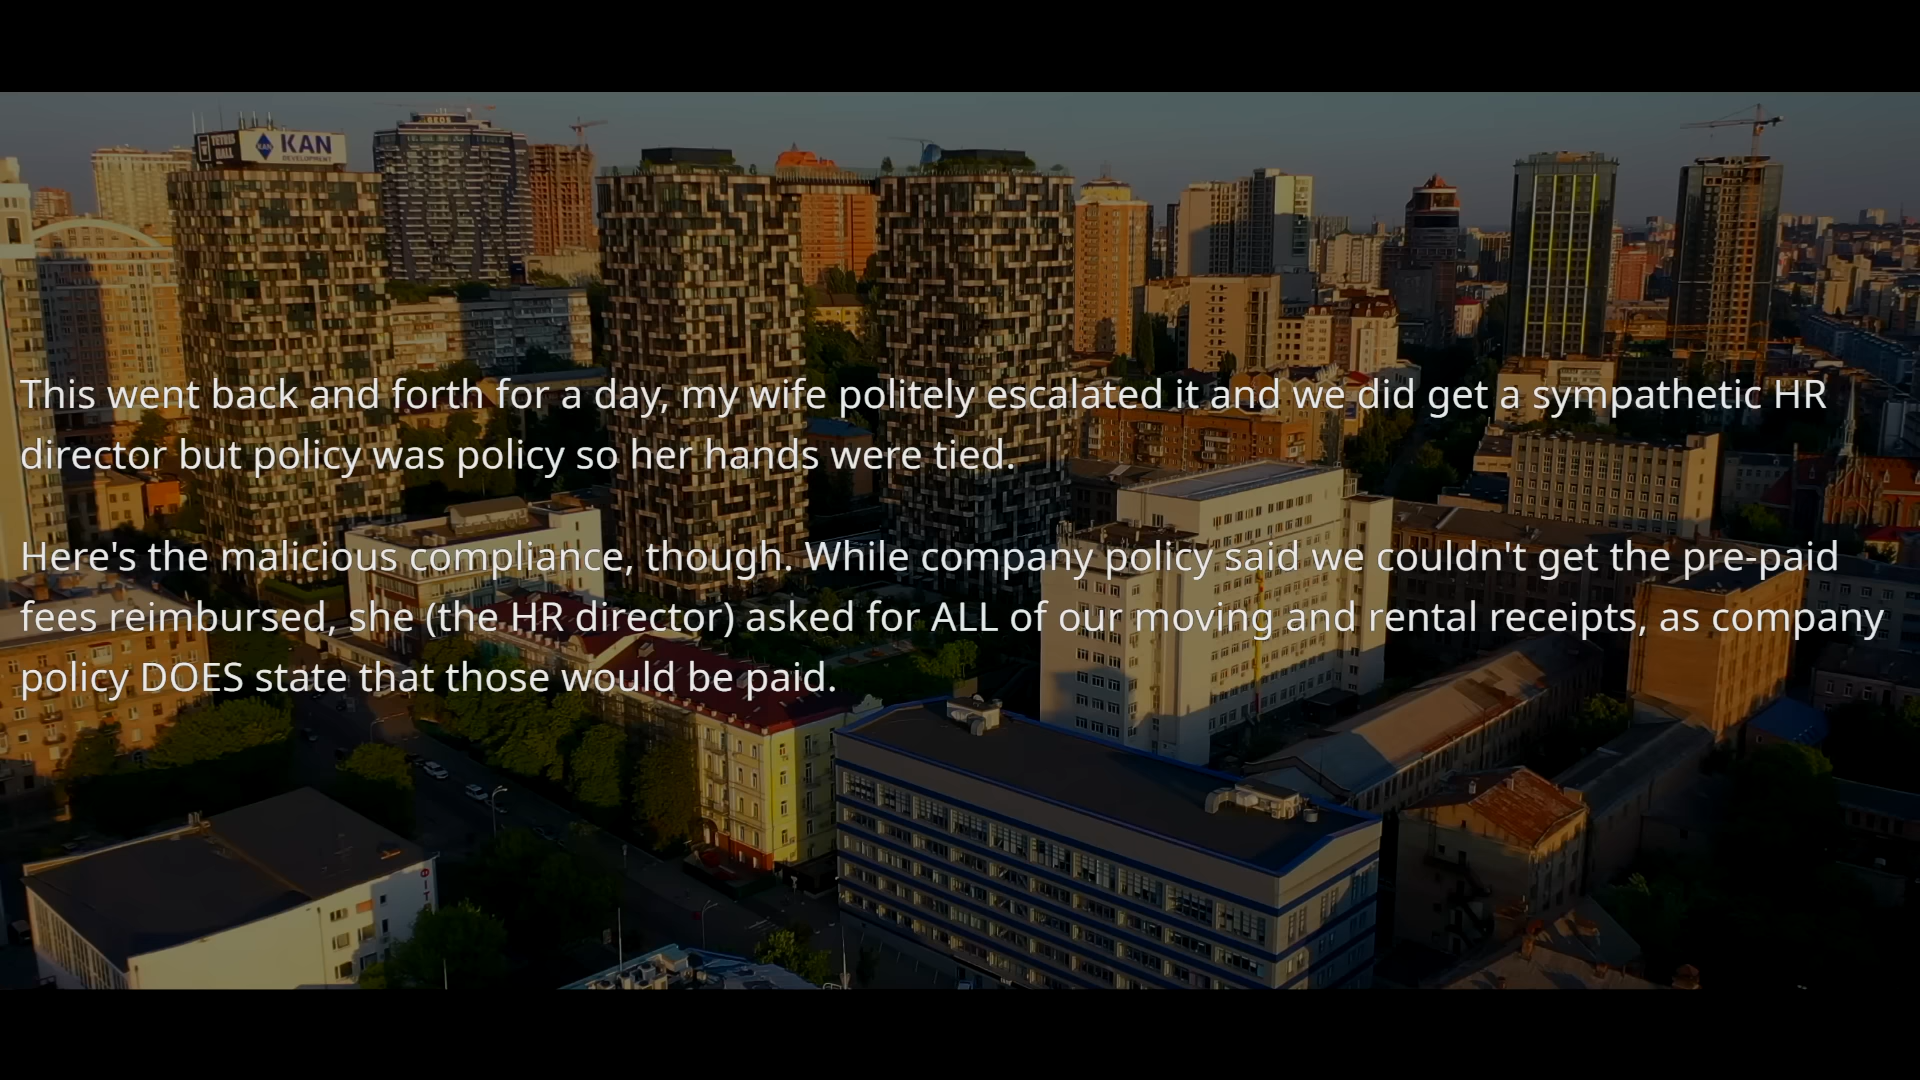 TETRIS
HALL
KAN
DEVELOPMENT
This went back and forth for a day, my wife politely escalated it and we did get a sympathetic HR
director but policy was policy so her hands were tied.
Here's the malicious compliance, though. While company policy said we couldn't get the pre-paid
fees reimbursed, she (the HR director) asked for ALL of our moving and rental receipts, as company
policy DOES state that those would be paid.